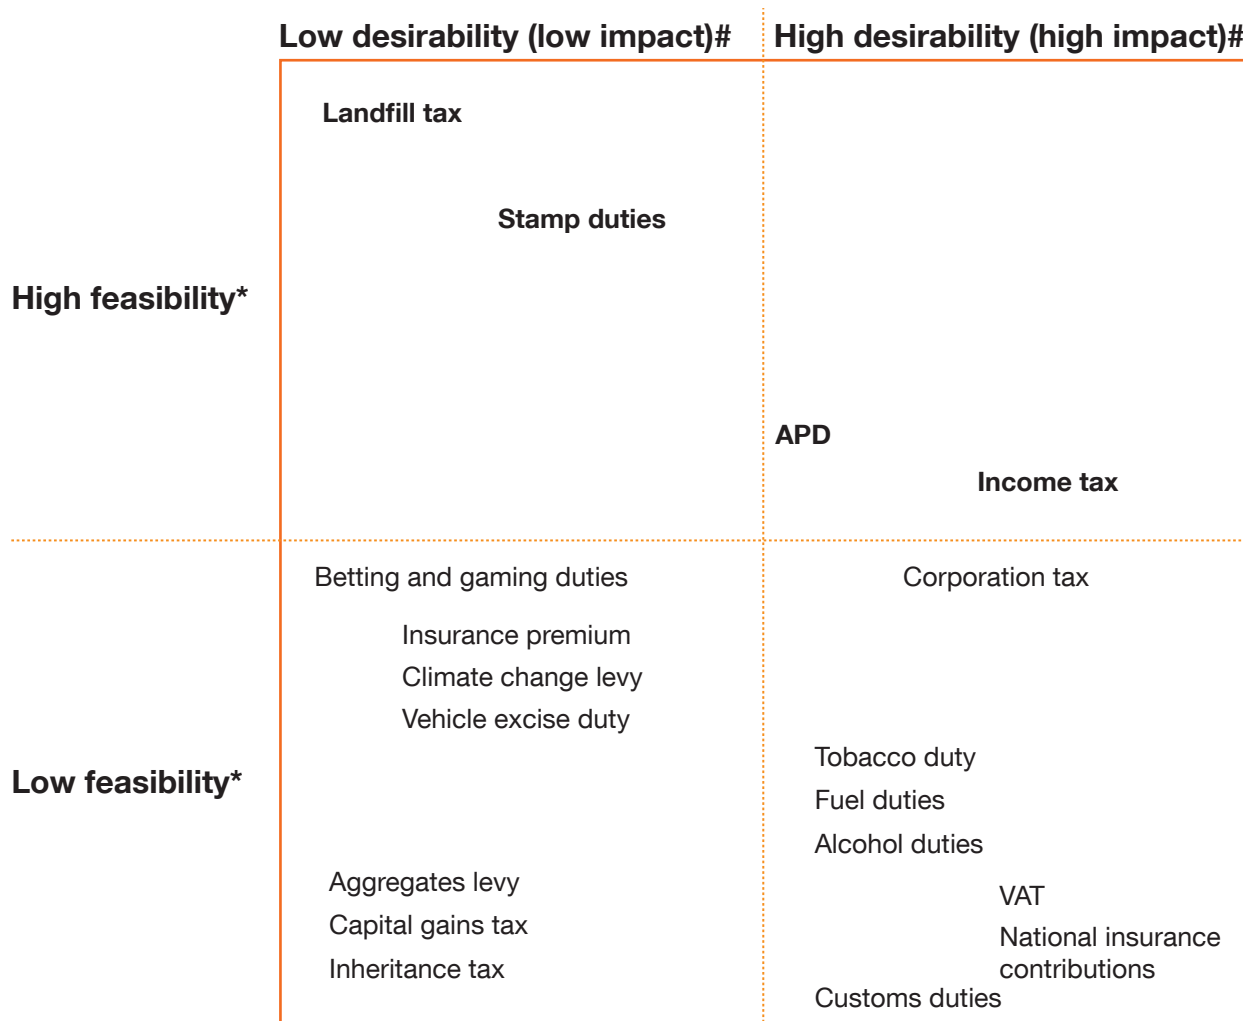 Low desirability (low impact)#
High desirability (high impact)#
Landfill tax
Stamp duties
High feasibility*
APD
Income tax
Betting and gaming duties
Corporation tax
Insurance premium
Climate change levy
Vehicle excise duty
Tobacco duty
Low feasibility*
Fuel duties
Alcohol duties
Aggregates levy
VAT
Capital gains tax
National insurance
contributions
Inheritance tax
Customs duties